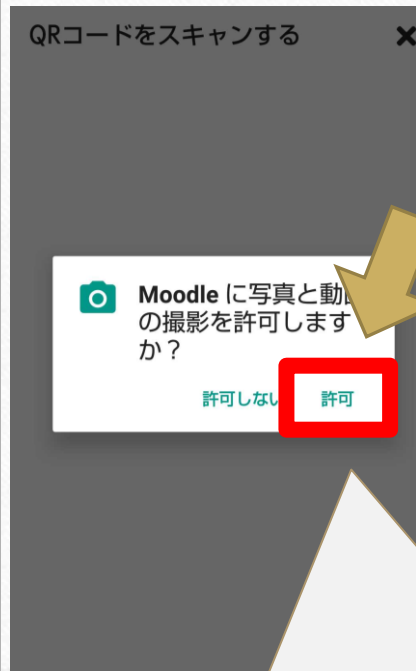 QRコードをスキャンする ×
Moodle に写真と動
の撮影を許可します
か？
許可しない 許可